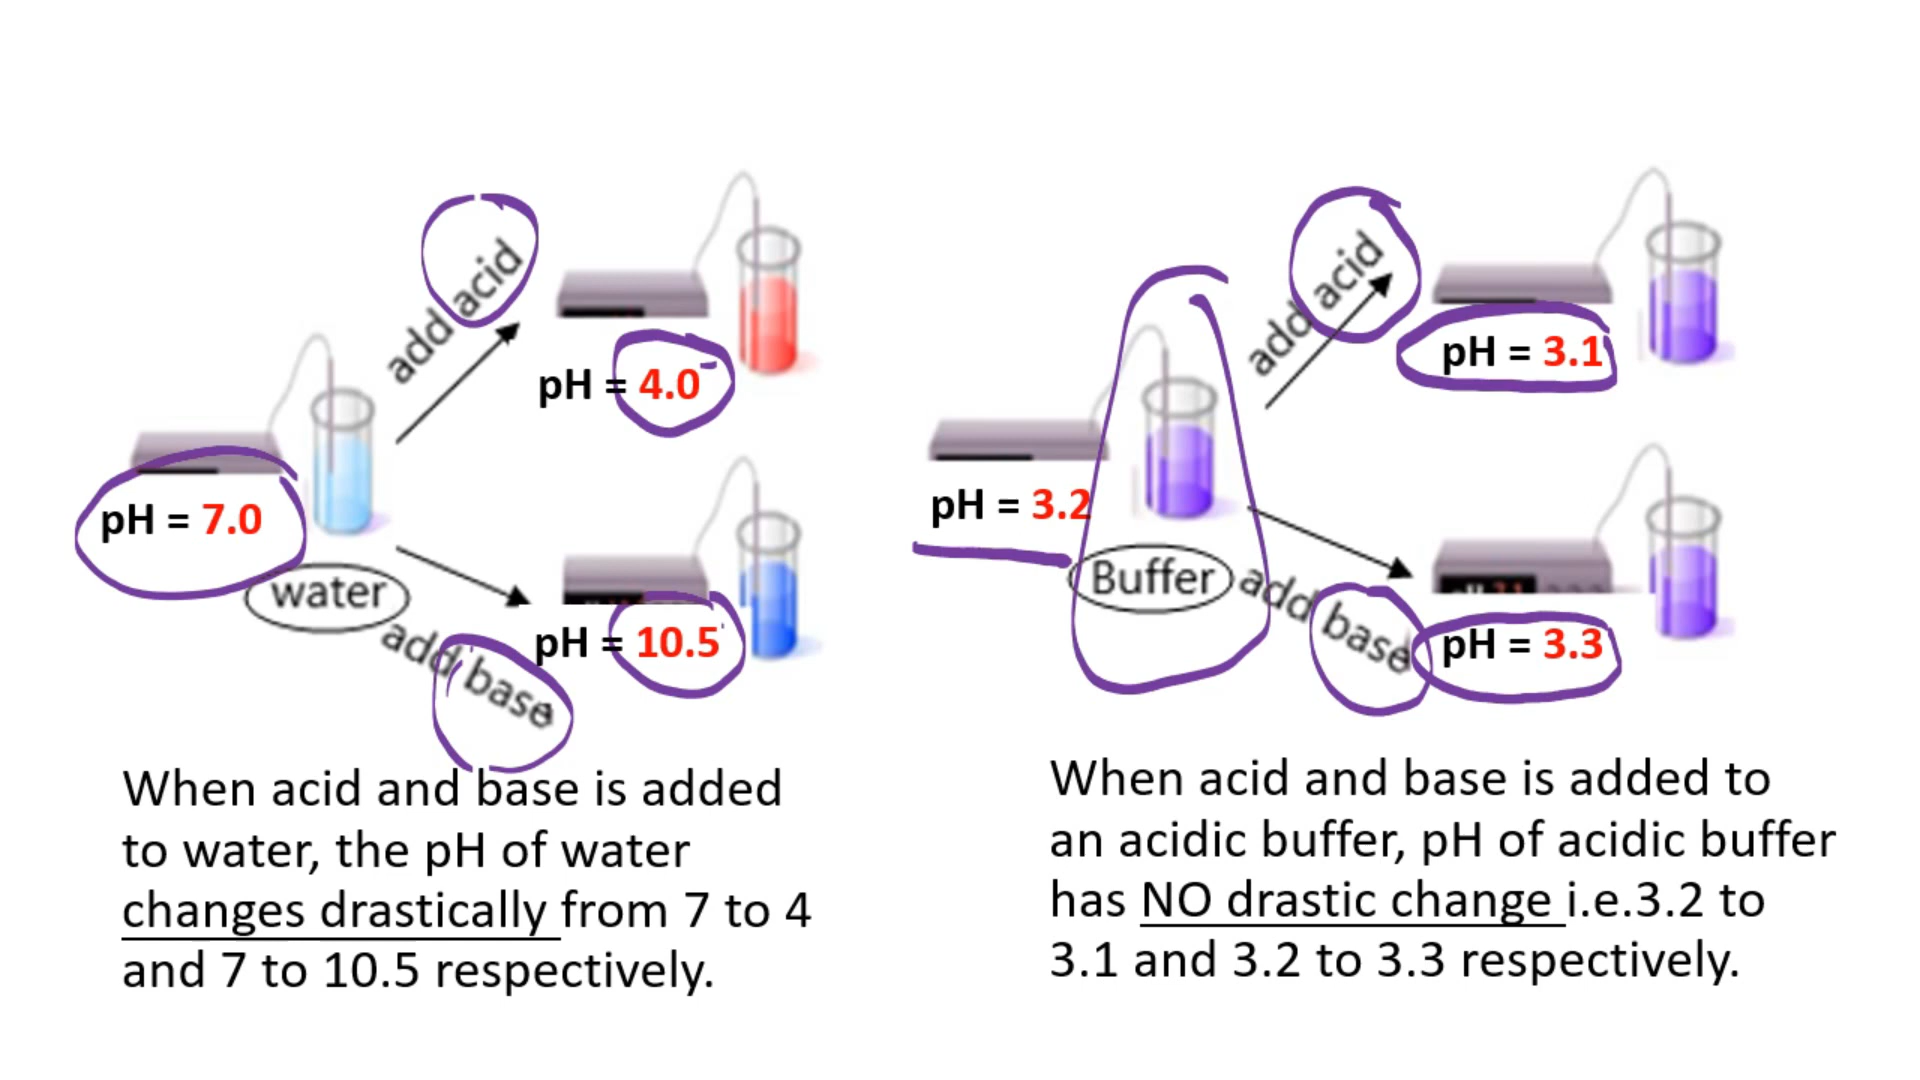 add acid
pH = 4.0
pH = 7.0
water
add base
pH = 10.5
When acid and base is added
to water, the pH of water
changes drastically from 7 to 4
and 7 to 10.5 respectively.
add acid
pH = 3.1
pH = 3.2
Buffer
add base
pH = 3.3
When acid and base is added to
an acidic buffer, pH of acidic buffer
has NO drastic change i.e.3.2 to
3.1 and 3.2 to 3.3 respectively.